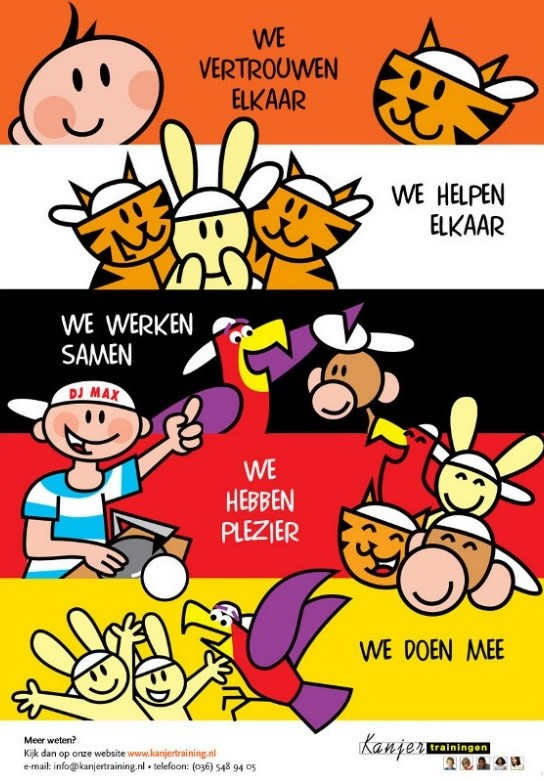 WE
VERTROUWEN
ELKAAR
WE HELPEN
ELKAAR
WE WERKEN
SAMEN
DJ MAX
WE
HEBBEN
PLEZIER
WE DOEN MEE
Meer weten?
Kijk dan op onze website www.kanjertraining.nl
e-mail: info@kanjertraining.nl • telefoon: (036) 548 94 05
Kanjer trainingen